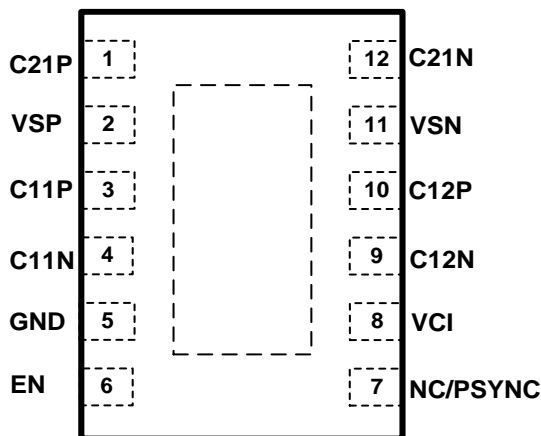 C21P 1 12 C21N
VSP 2 11 VSN
C11P 3 10 C12P
C11N 4 9 C12N
GND 5 8 VCI
EN 6 7 NC/PSYNC